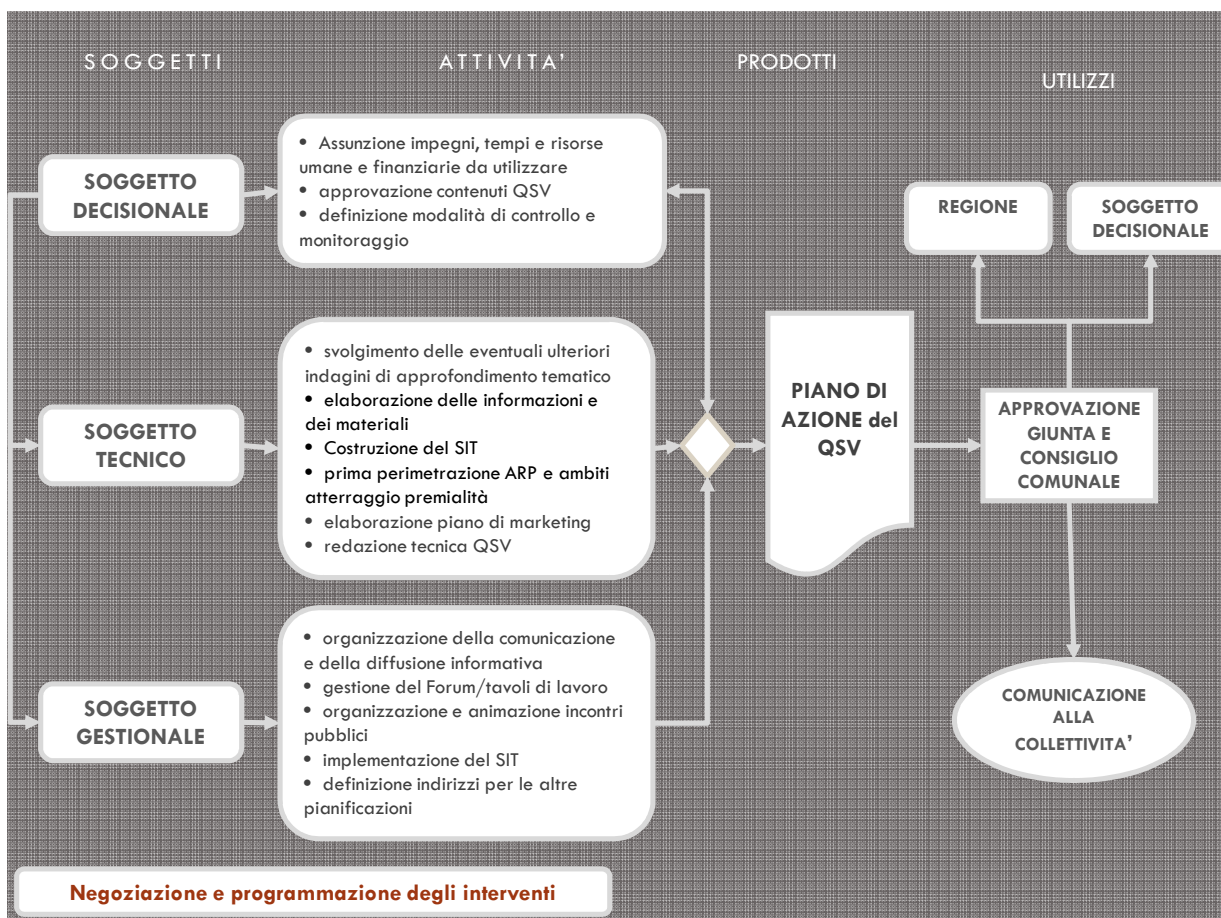 SOGGETTI
ATTIVITA’
PRODOTTI
UTILIZZI
SOGGETTO
DECISIONALE
• Assunzione impegni, tempi e risorse
umane e finanziarie da utilizzare
• approvazione contenuti QSV
• definizione modalità di controllo e
monitoraggio
REGIONE
SOGGETTO
DECISIONALE
SOGGETTO
TECNICO
• svolgimento delle eventuali ulteriori
indagini di approfondimento tematico
• elaborazione delle informazioni e
dei materiali
• Costruzione del SIT
• prima perimetrazione ARP e ambiti
atterraggio premialità
• elaborazione piano di marketing
• redazione tecnica QSV
PIANO DI
AZIONE del
QSV
APPROVAZIONE
GIUNTA E
CONSIGLIO
COMUNALE
SOGGETTO
GESTIONALE
• organizzazione della comunicazione
e della diffusione informativa
• gestione del Forum/tavoli di lavoro
• organizzazione e animazione incontri
pubblici
• implementazione del SIT
• definizione indirizzi per le altre
pianificazioni
COMUNICAZIONE
ALLA
COLLETTIVITA’
Negoziazione e programmazione degli interventi